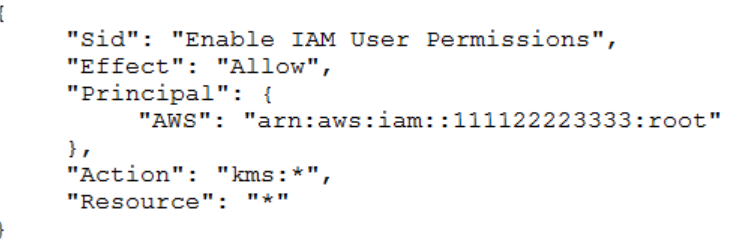 {
"Sid": "Enable IAM User Permissions",
"Effect": "Allow",
"Principal": {
"AWS": "arn:aws:iam::111122223333:root"
},
"Action": "kms:*",
"Resource": "*"
}